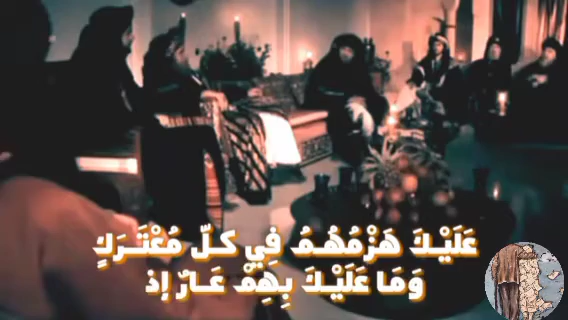 عَلَيْكَ هَزْمُهُمُ فِي كلّ مُعْتَرَكٍ
وَمَا عَلَيْكَ بِهِمْ عَارٌ إذ